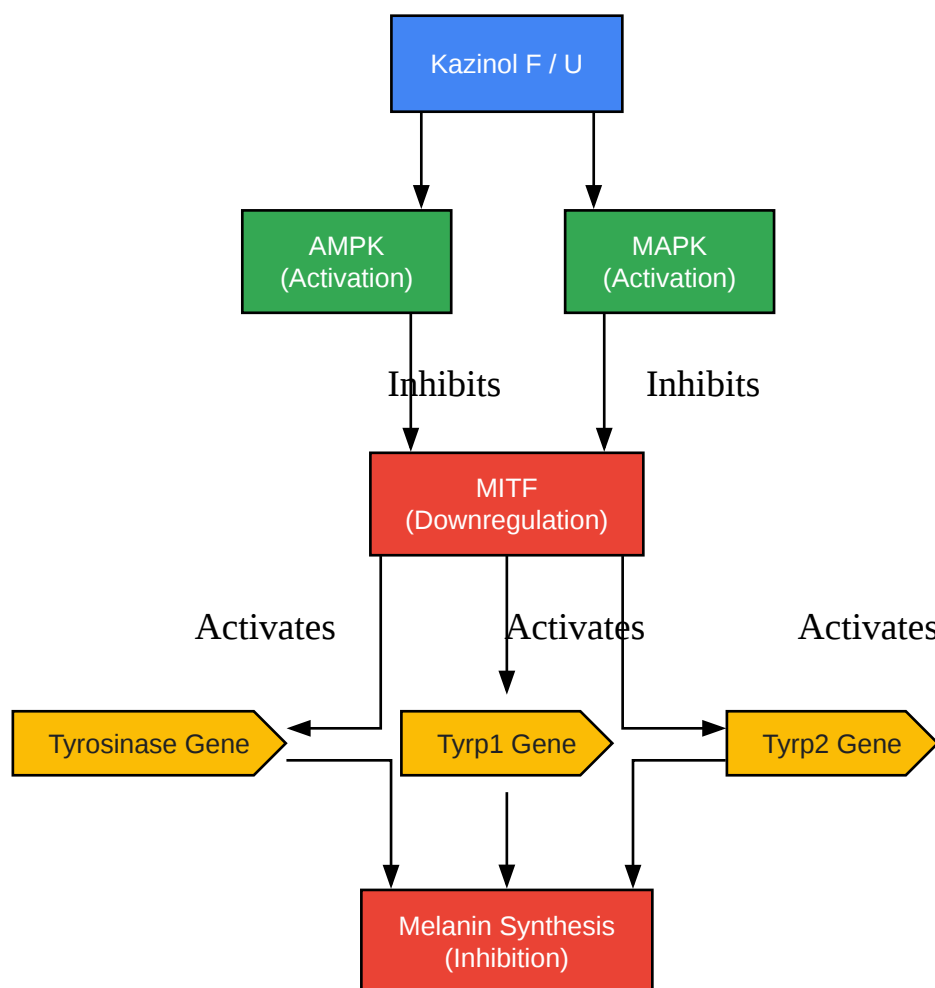 Kazinol F / U
AMPK
(Activation)
MAPK
(Activation)
Inhibits
Inhibits
MITF
(Downregulation)
Activates
Activates
Activates
Tyrosinase Gene
Tyrp1 Gene
Tyrp2 Gene
Melanin Synthesis
(Inhibition)